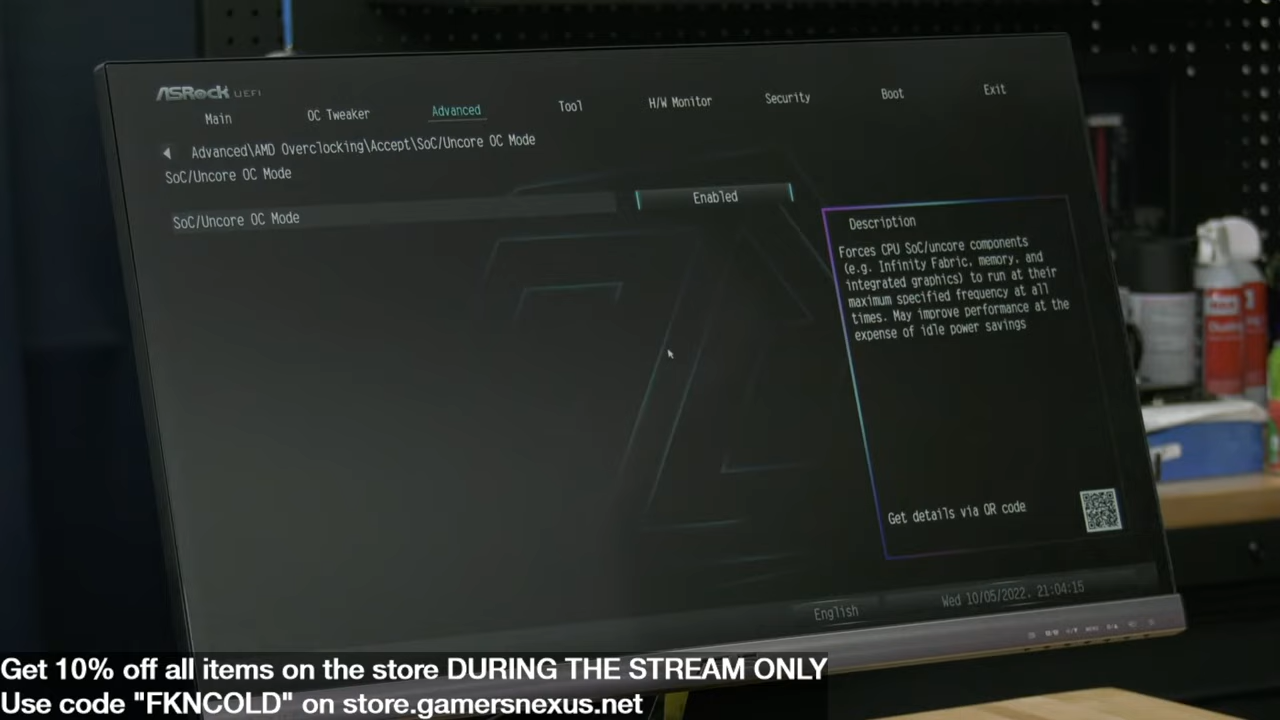 ASRock UEFI
Main OC Tweaker Advanced Tool H/W Monitor Security Boot Exit
Advanced\AMD Overclocking\Accept\SoC/Uncore OC Mode
SoC/Uncore OC Mode
SoC/Uncore OC Mode Enabled
Description
Forces CPU SoC/uncore components
(e.g. Infinity Fabric, memory, and
integrated graphics) to run at their
maximum specified frequency at all
times. May improve performance at the
expense of idle power savings
Get details via QR code
English Wed 10/05/2022. 21:04:15
Get 10% off all items on the store DURING THE STREAM ONLY
Use code "FKNCOLD" on store.gamersnexus.net